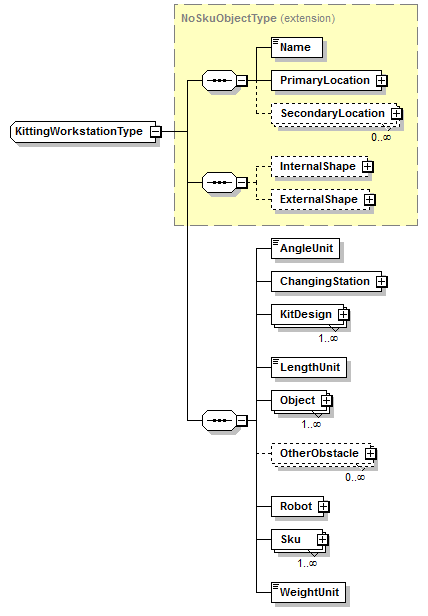 NoSkuObjectType (extension)
Name
PrimaryLocation
SecondaryLocation
0..∞
KittingWorkstationType
InternalShape
ExternalShape
AngleUnit
ChangingStation
KitDesign
1..∞
LengthUnit
Object
1..∞
OtherObstacle
0..∞
Robot
Sku
1..∞
WeightUnit